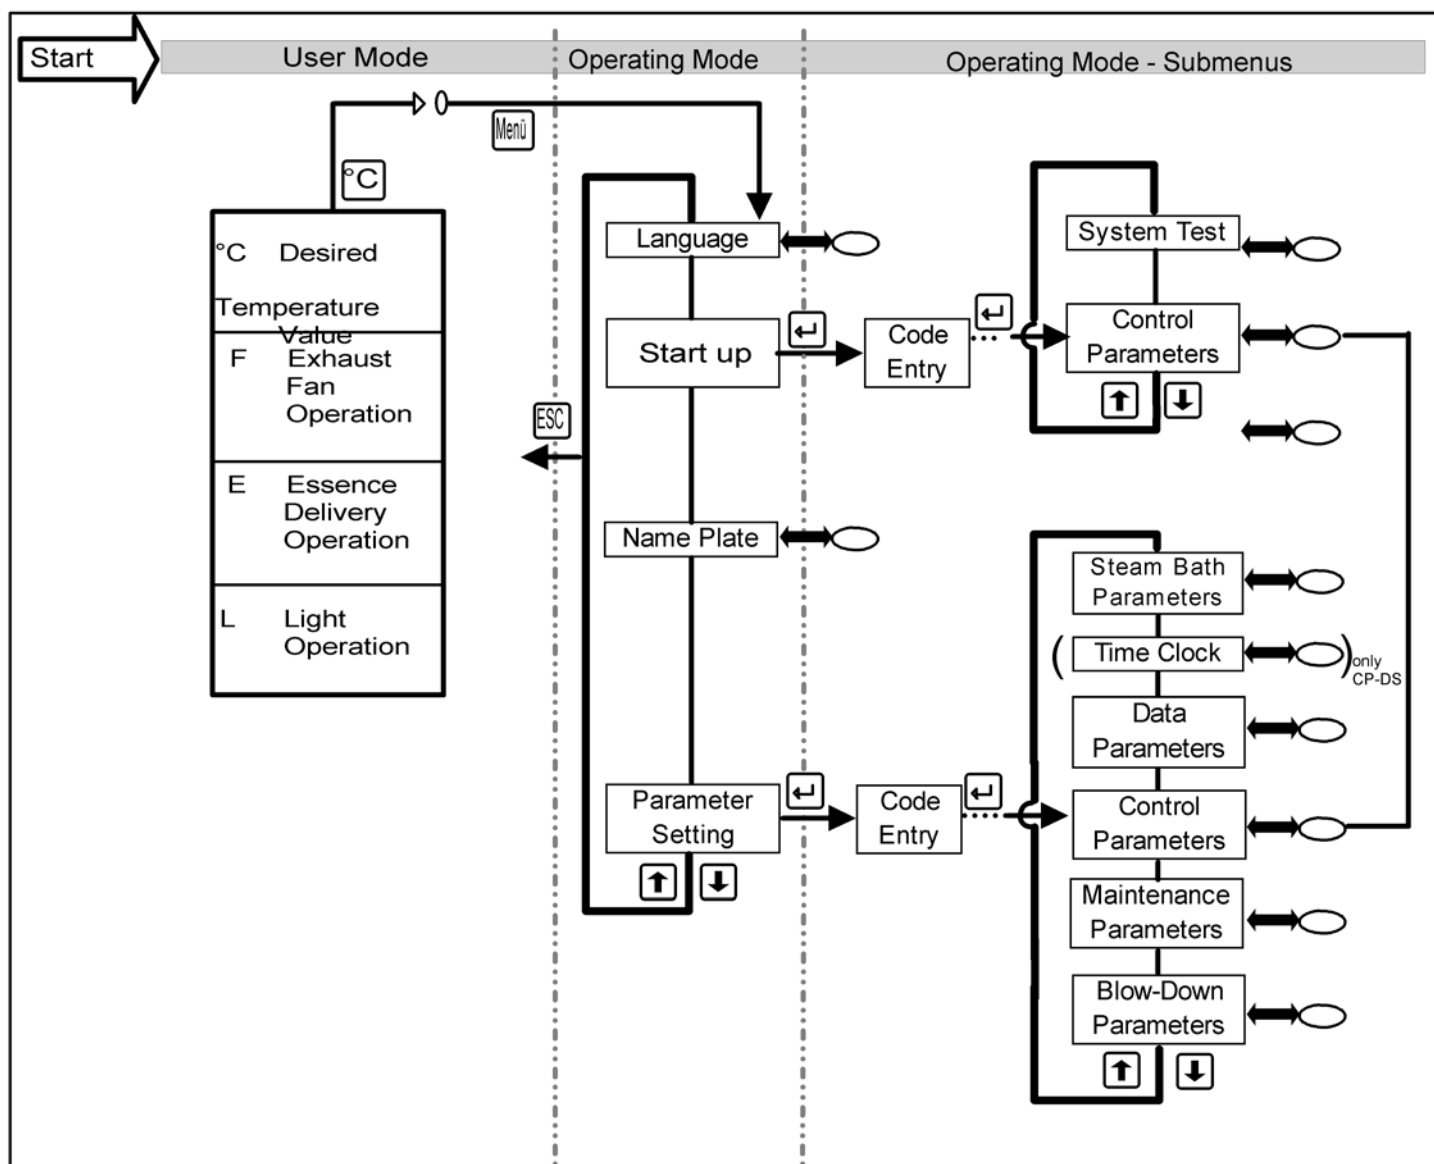 Start
User Mode
Operating Mode
Operating Mode - Submenus
Menü
°C
°C Desired
Temperature
Value
F Exhaust
Fan
Operation
E Essence
Delivery
Operation
L Light
Operation
ESC
Language
Start up
Name Plate
Parameter
Setting
Code
Entry
System Test
Control
Parameters
Code
Entry
Steam Bath
Parameters
( Time Clock ) only
CP-DS
Data
Parameters
Control
Parameters
Maintenance
Parameters
Blow-Down
Parameters